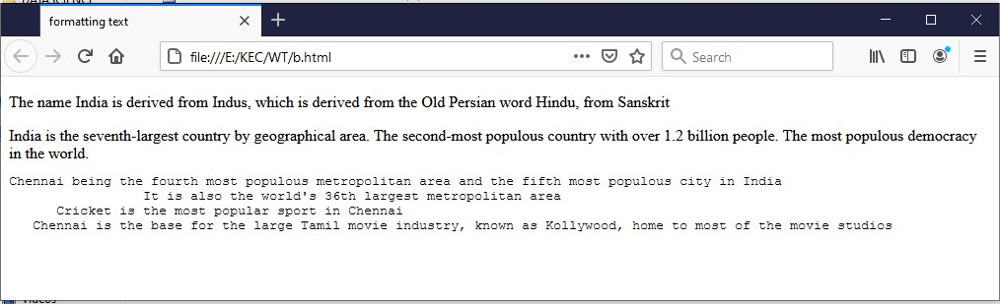 formatting text
file:///E:/KEC/WT/b.html
Search
The name India is derived from Indus, which is derived from the Old Persian word Hindu, from Sanskrit
India is the seventh-largest country by geographical area. The second-most populous country with over 1.2 billion people. The most populous democracy
in the world.
Chennai being the fourth most populous metropolitan area and the fifth most populous city in India
It is also the world's 36th largest metropolitan area
Cricket is the most popular sport in Chennai
Chennai is the base for the large Tamil movie industry, known as Kollywood, home to most of the movie studios